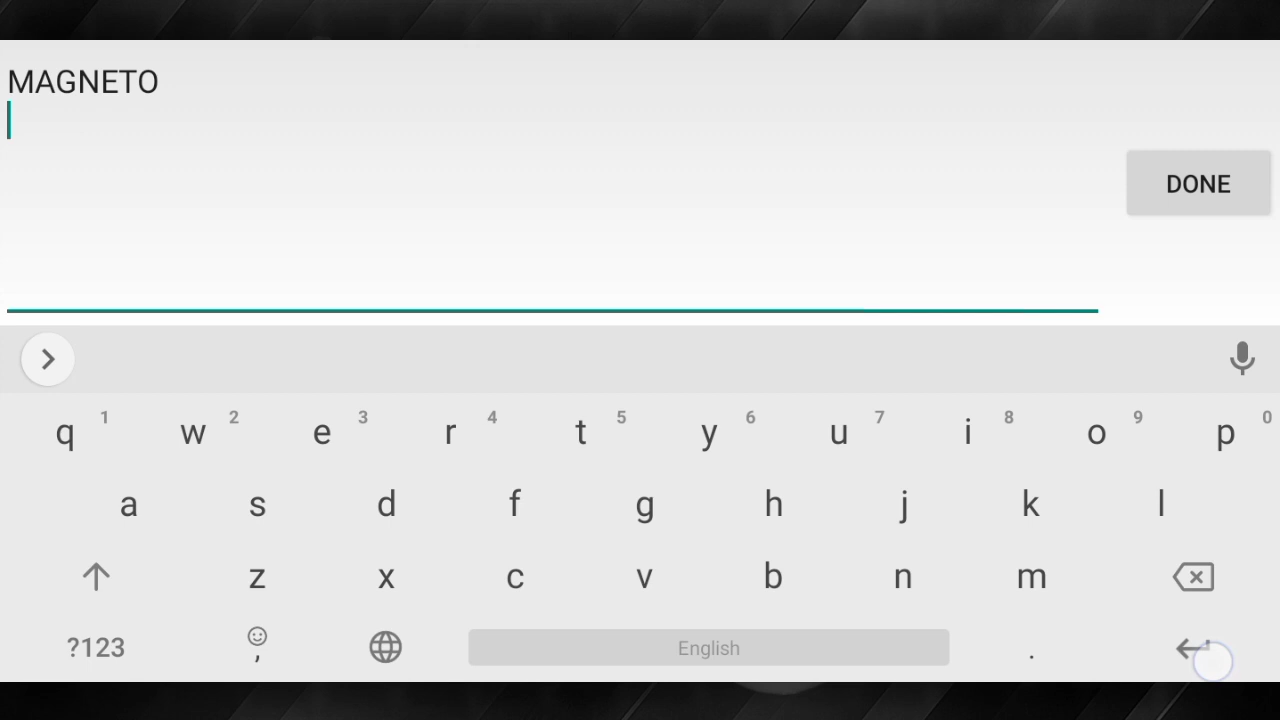 MAGNETO
DONE
q 1 w 2 e 3 r 4 t 5 y 6 u 7 i 8 o 9 p 0
a s d f g h j k l
z x c v b n m
?123 , English .